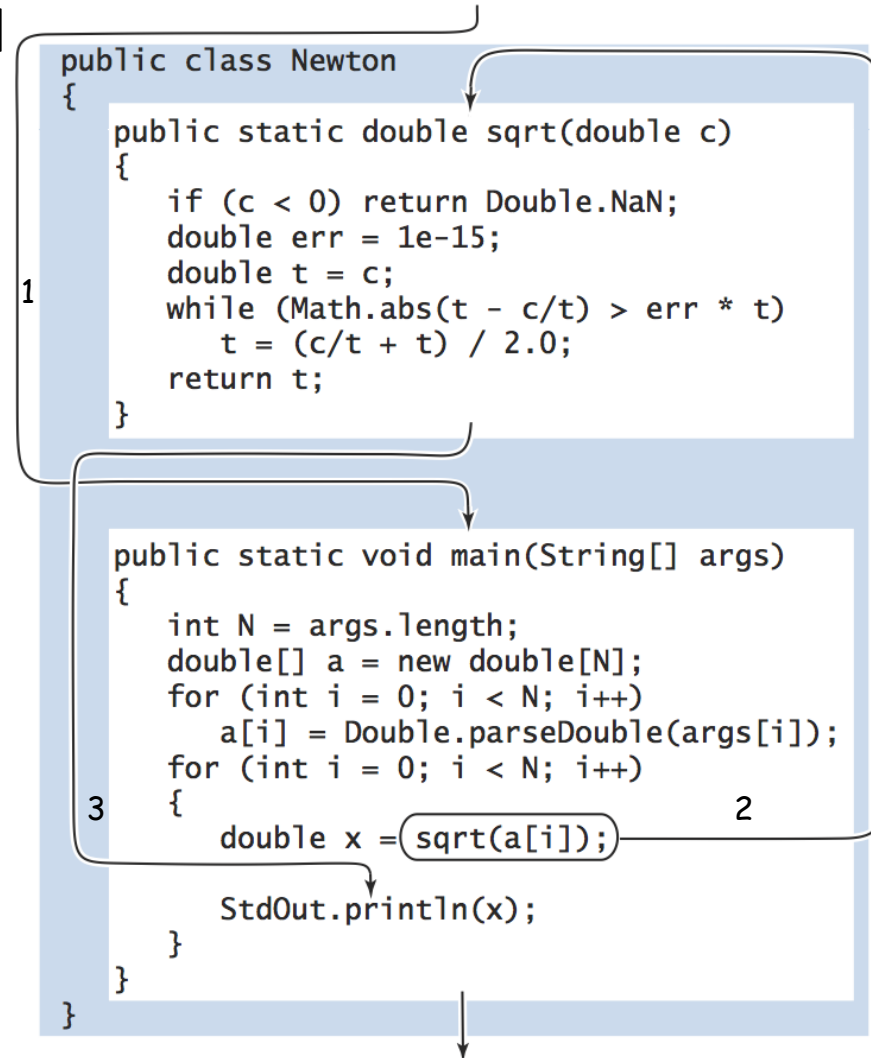 public class Newton
{
public static double sqrt(double c)
{
if (c < 0) return Double.NaN;
double err = 1e-15;
double t = c;
1
while (Math.abs(t - c/t) > err * t)
t = (c/t + t) / 2.0;
return t;
}
public static void main(String[] args)
{
int N = args.length;
double[] a = new double[N];
for (int i = 0; i < N; i++)
a[i] = Double.parseDouble(args[i]);
for (int i = 0; i < N; i++)
3 { 2
double x = sqrt(a[i]);
StdOut.println(x);
}
}
}